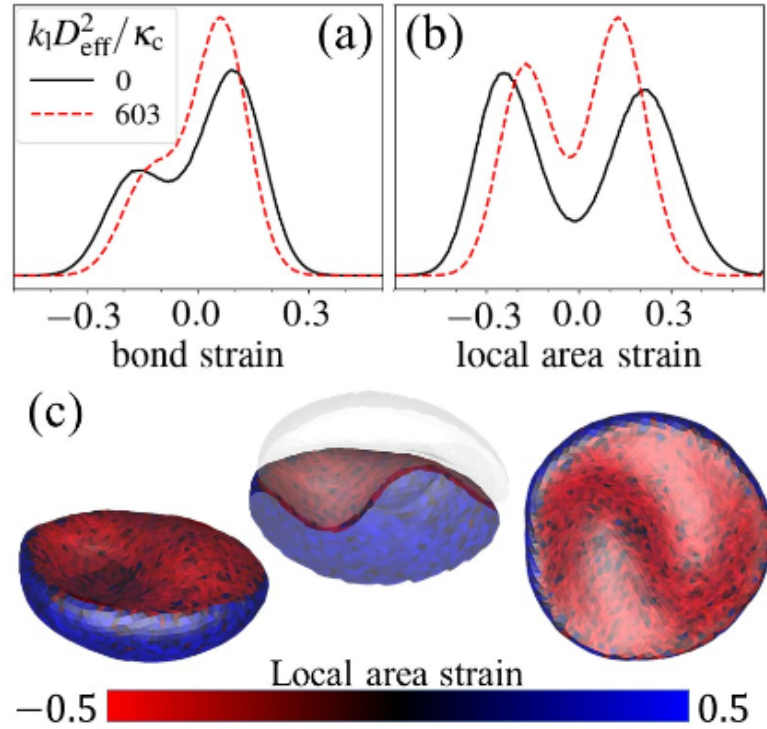 (a)
k_l D_eff^2 / κ_c
0
603
−0.3 0.0 0.3
bond strain
(b)
−0.3 0.0 0.3
local area strain
(c)
Local area strain
−0.5 0.5